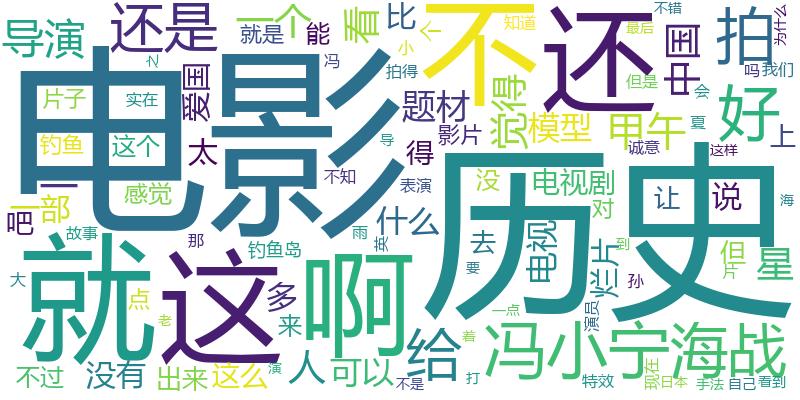 导演 还是 一个 就是 能 看 比 不 还 不错 知道 最后 为什么
电影 之 冯 小 个 拍得 拍 中国 吗 我们
片子 实在 爱国 题材 觉得 但是 会
钓鱼 这个 太 影片 模型 甲午 夏 好 上
一部 感觉 不知 得 导 诚意 这样
吧 故事 那 表演 没 电视剧 对 让 说 海
就 这 啊 雨 英 什么 历史
钓鱼岛 去 电视 烂片 到 但 片 星
大 点 多 来 要 孙 演员 一点
老 给 冯小宁 海战
不过 没有 出来 这么 演 人 可以 不是 着 打 特效 现在 日本 手法 自己 看到